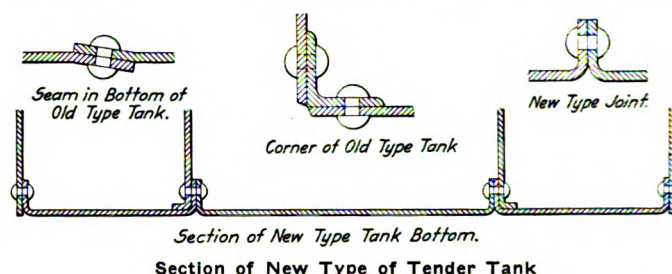 Seam in Bottom of
Old Type Tank.
Corner of Old Type Tank
New Type Joint.
Section of New Type Tank Bottom.
Section of New Type of Tender Tank